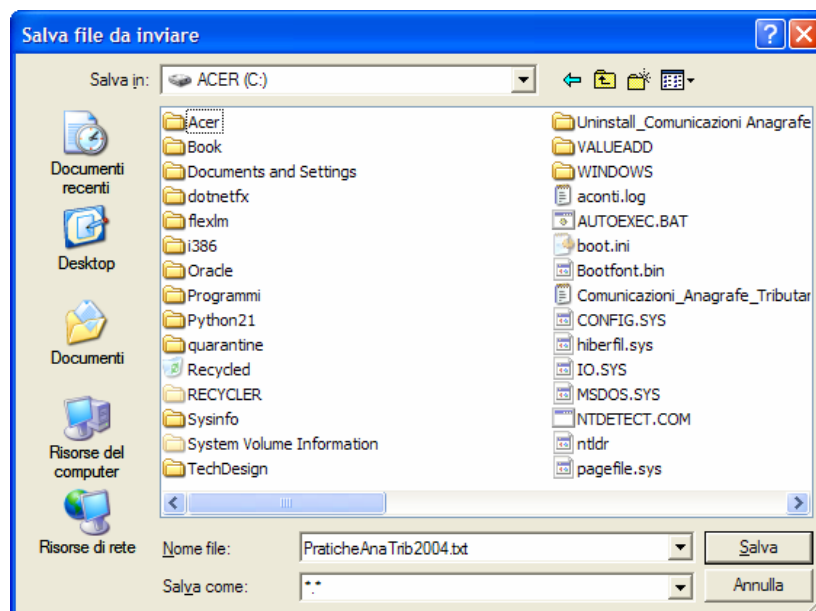 Salva file da inviare
Salva in: ACER (C:)
Documenti recenti
Desktop
Documenti
Risorse del computer
Risorse di rete
Acer
Book
Documents and Settings
dotnetfx
flexlm
i386
Oracle
Programmi
Python21
quarantine
Recycled
RECYCLER
Sysinfo
System Volume Information
TechDesign
Uninstall_Comunicazioni Anagrafe
VALUEADD
WINDOWS
aconti.log
AUTOEXEC.BAT
boot.ini
Bootfont.bin
Comunicazioni_Anagrafe_Tributar
CONFIG.SYS
hiberfil.sys
IO.SYS
MSDOS.SYS
NTDETECT.COM
ntldr
pagefile.sys
Nome file: PraticheAnaTrib2004.txt Salva
Salva come: *.* Annulla